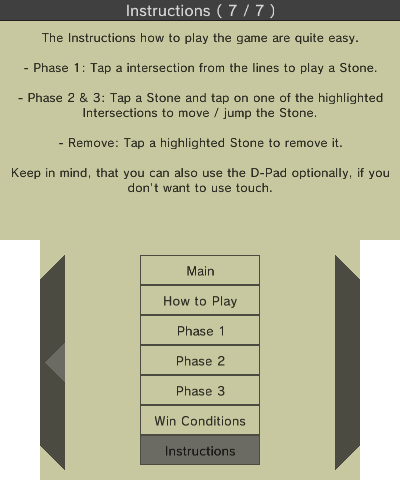 Instructions ( 7 / 7 )
The Instructions how to play the game are quite easy.
- Phase 1: Tap a intersection from the lines to play a Stone.
- Phase 2 & 3: Tap a Stone and tap on one of the highlighted
Intersections to move / jump the Stone.
- Remove: Tap a highlighted Stone to remove it.
Keep in mind, that you can also use the D-Pad optionally, if you
don't want to use touch.
Main
How to Play
Phase 1
Phase 2
Phase 3
Win Conditions
Instructions